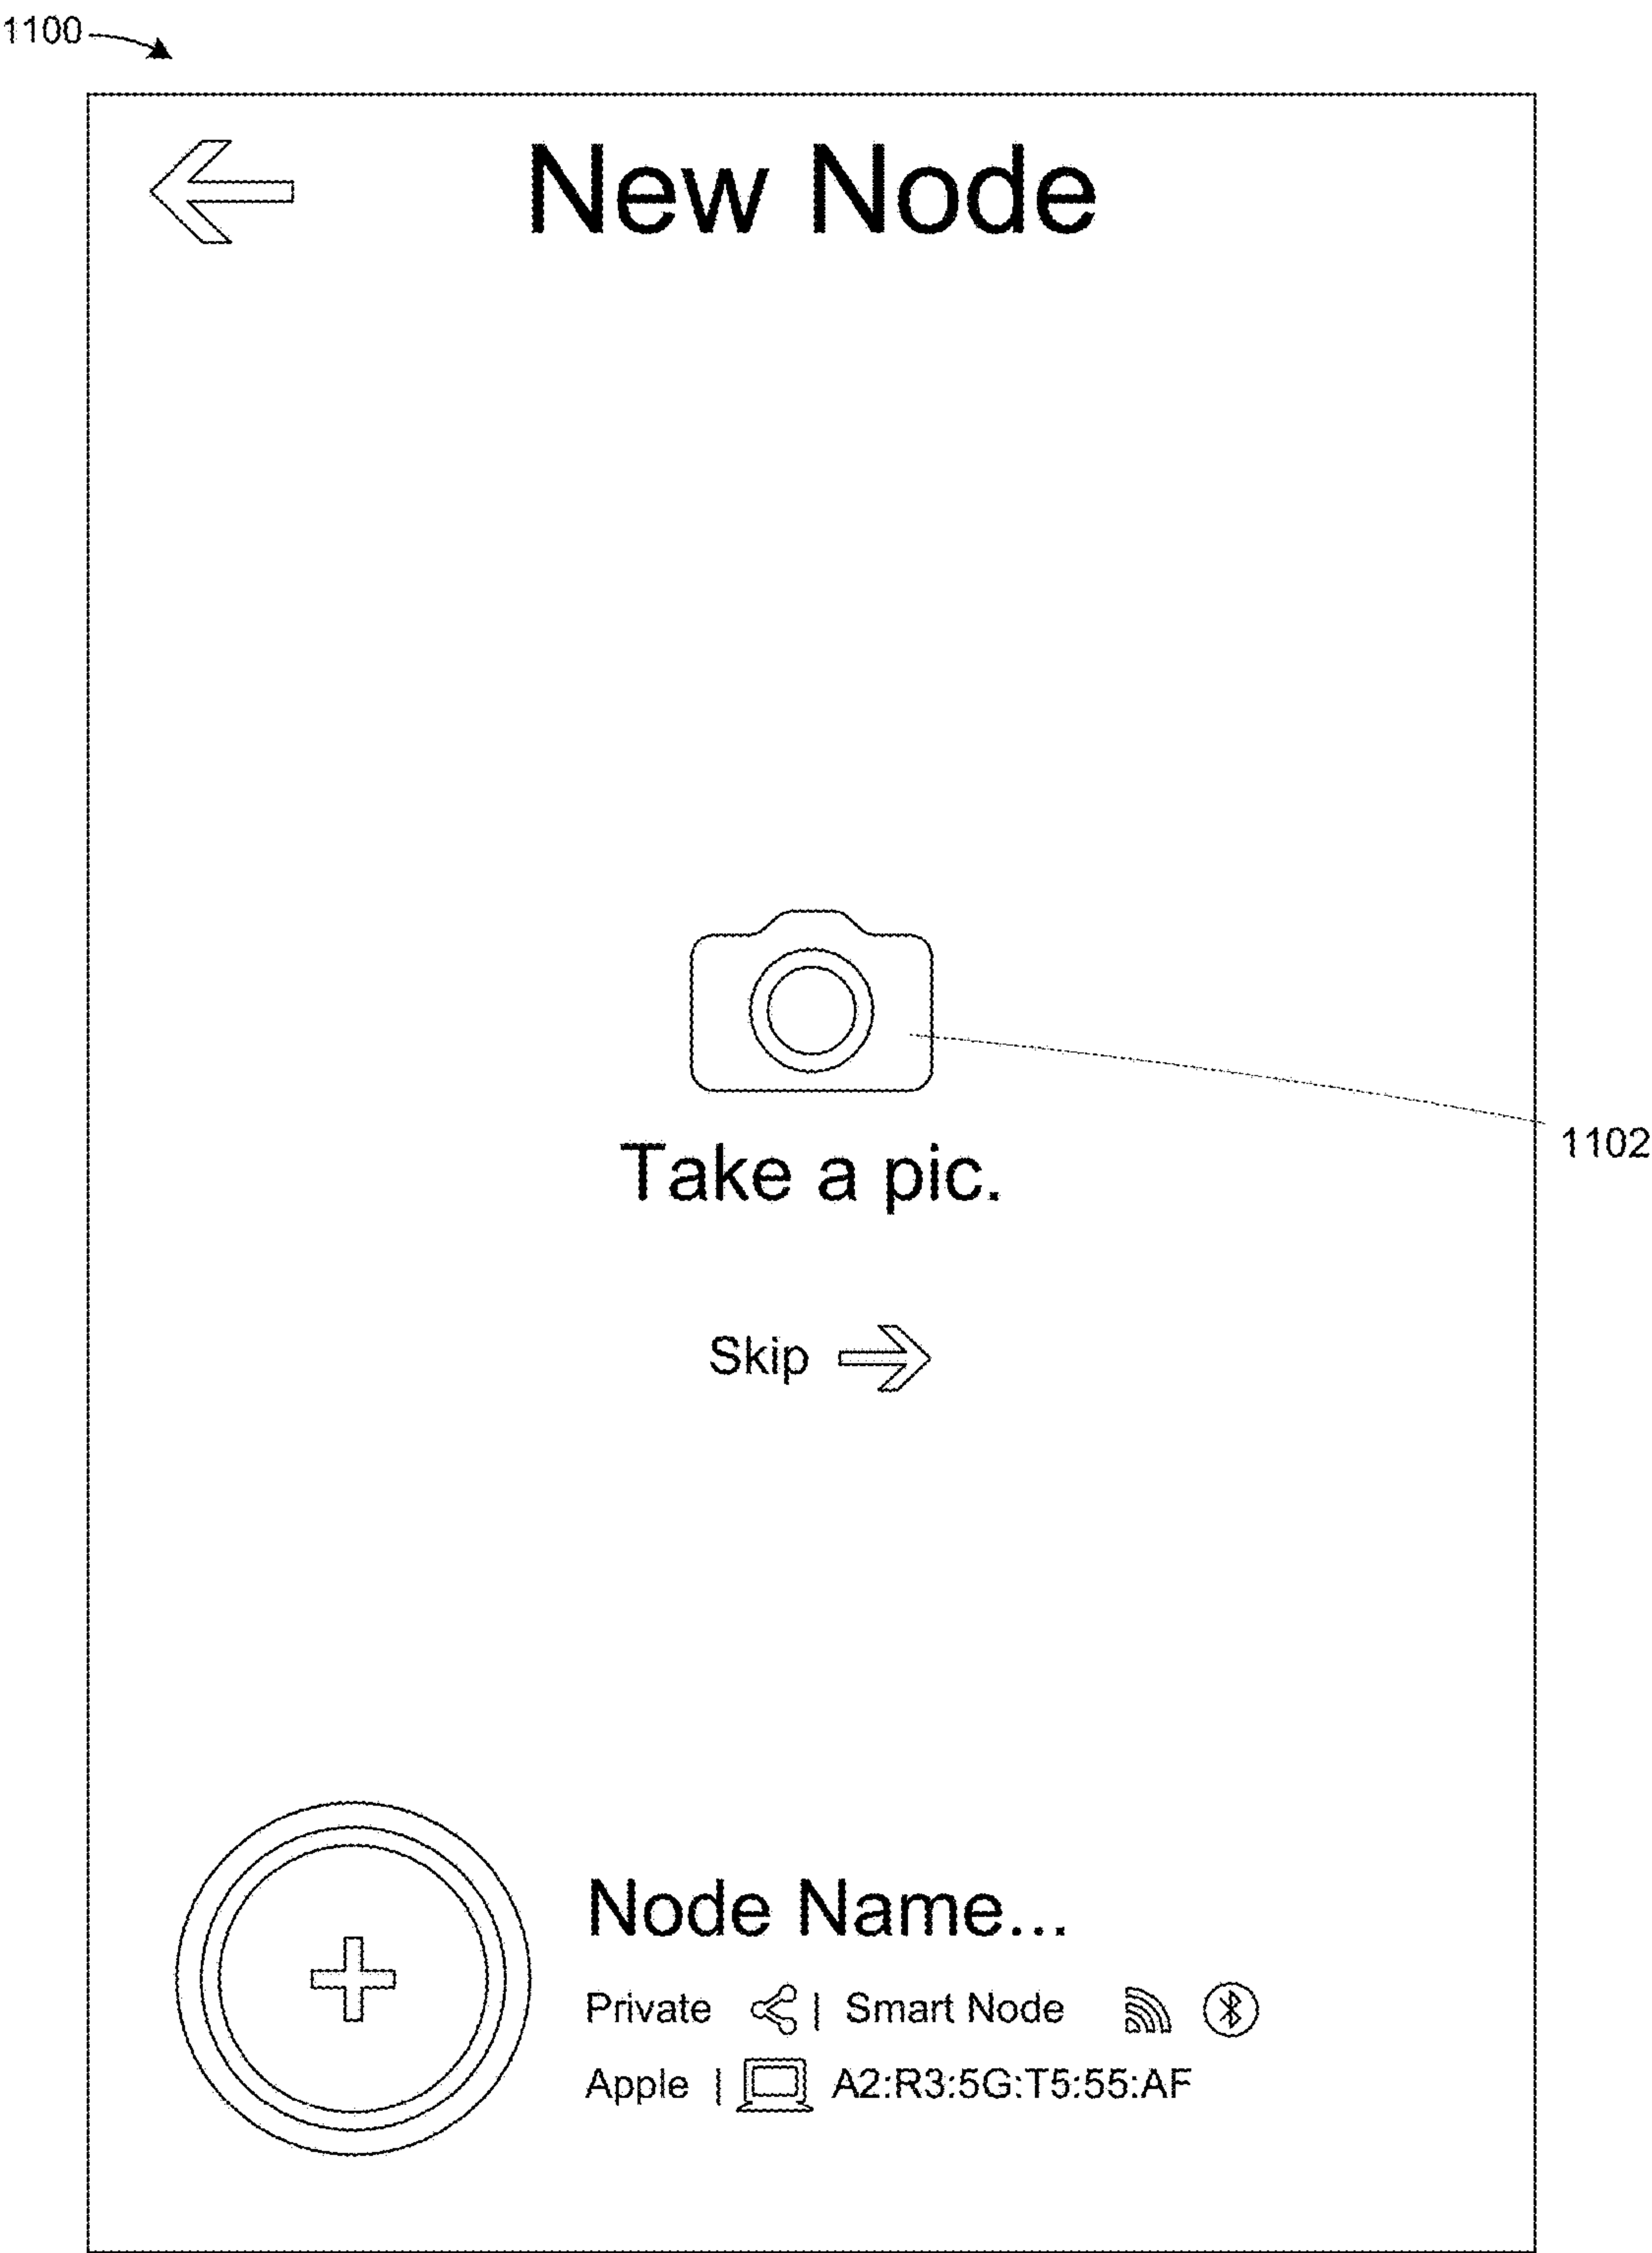 1100
New Node
1102
Take a pic.
Skip
Node Name...
Private | Smart Node
Apple | A2:R3:5G:T5:55:AF